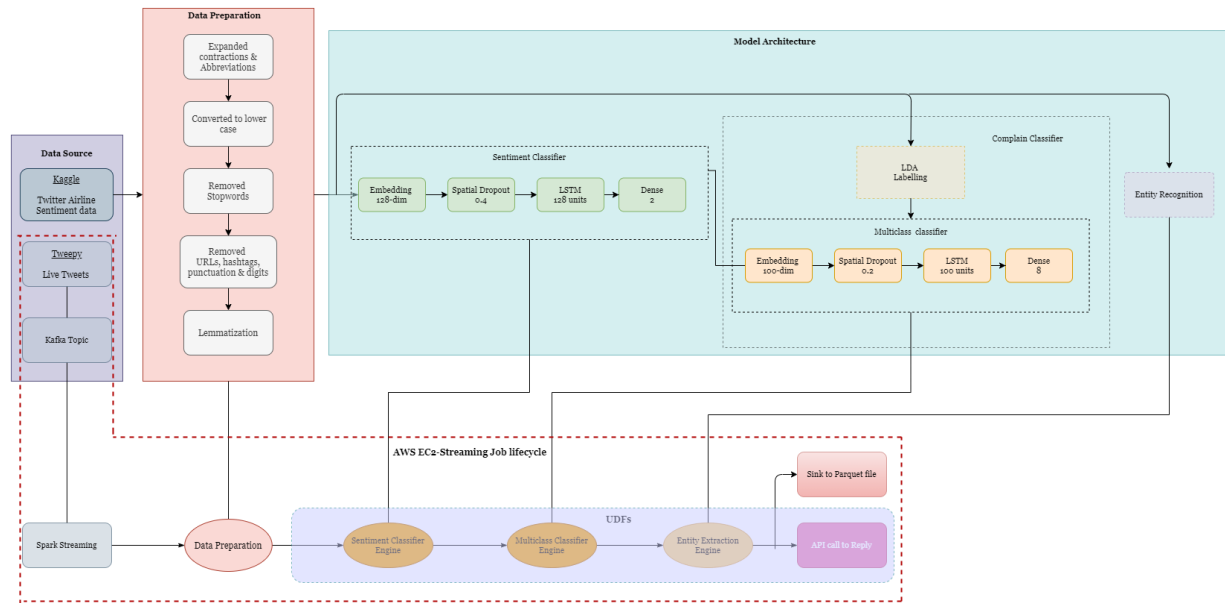 Data Preparation
Expanded
contractions &
Abbreviations
Converted to lower
case
Removed
Stopwords
Removed
URLs, hashtags,
punctuation & digits
Lemmatization
Data Source
Kaggle
Twitter Airline
Sentiment data
Tweepy
Live Tweets
Kafka Topic
Model Architecture
Sentiment Classifier
Embedding
128-dim
Spatial Dropout
0.4
LSTM
128 units
Dense
2
Complain Classifier
LDA
Labelling
Multiclass classifier
Embedding
100-dim
Spatial Dropout
0.2
LSTM
100 units
Dense
8
Entity Recognition
AWS EC2-Streaming Job lifecycle
Sink to Parquet file
UDFs
Spark Streaming
Data Preparation
Sentiment Classifier
Engine
Multiclass Classifier
Engine
Entity Extraction
Engine
API call to Reply